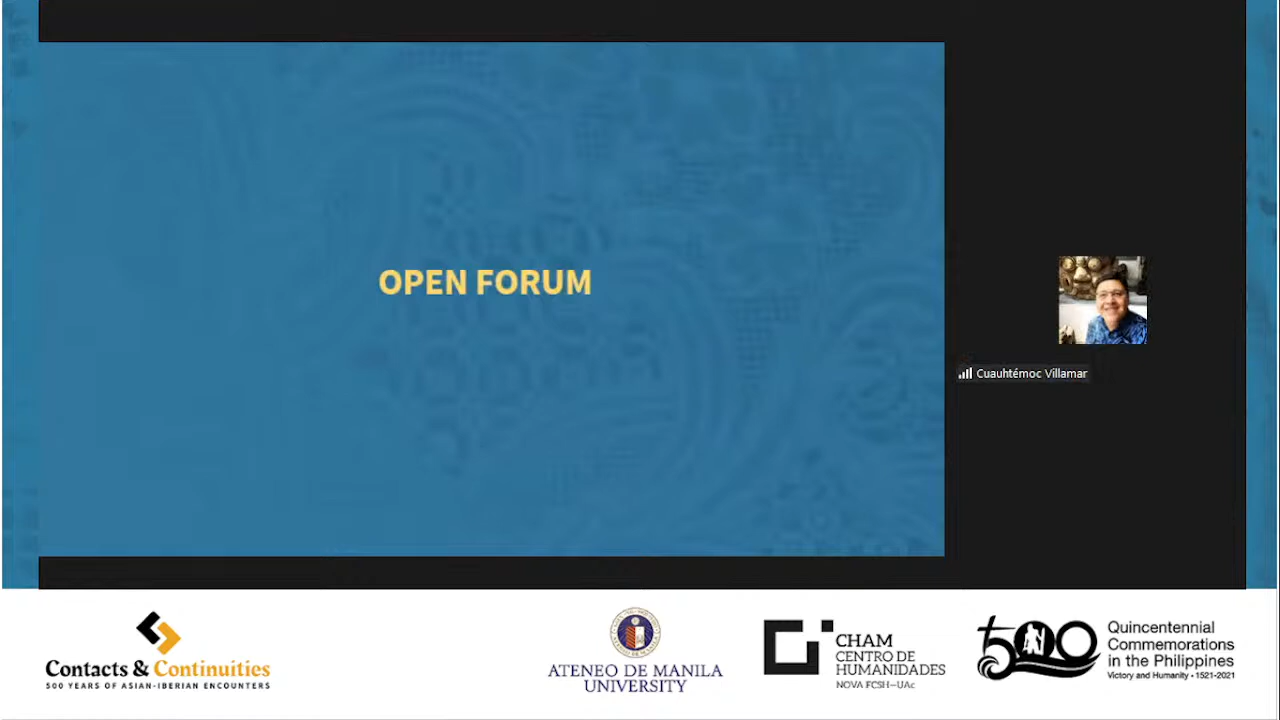 OPEN FORUM
Cuauhtémoc Villamar
Contacts & Continuities
500 YEARS OF ASIAN-IBERIAN ENCOUNTERS
ATENEO DE MANILA
UNIVERSITY
CHAM
CENTRO DE
HUMANIDADES
NOVA FCSH—UAc
500
Quincentennial
Commemorations
in the Philippines
Victory and Humanity • 1521-2021